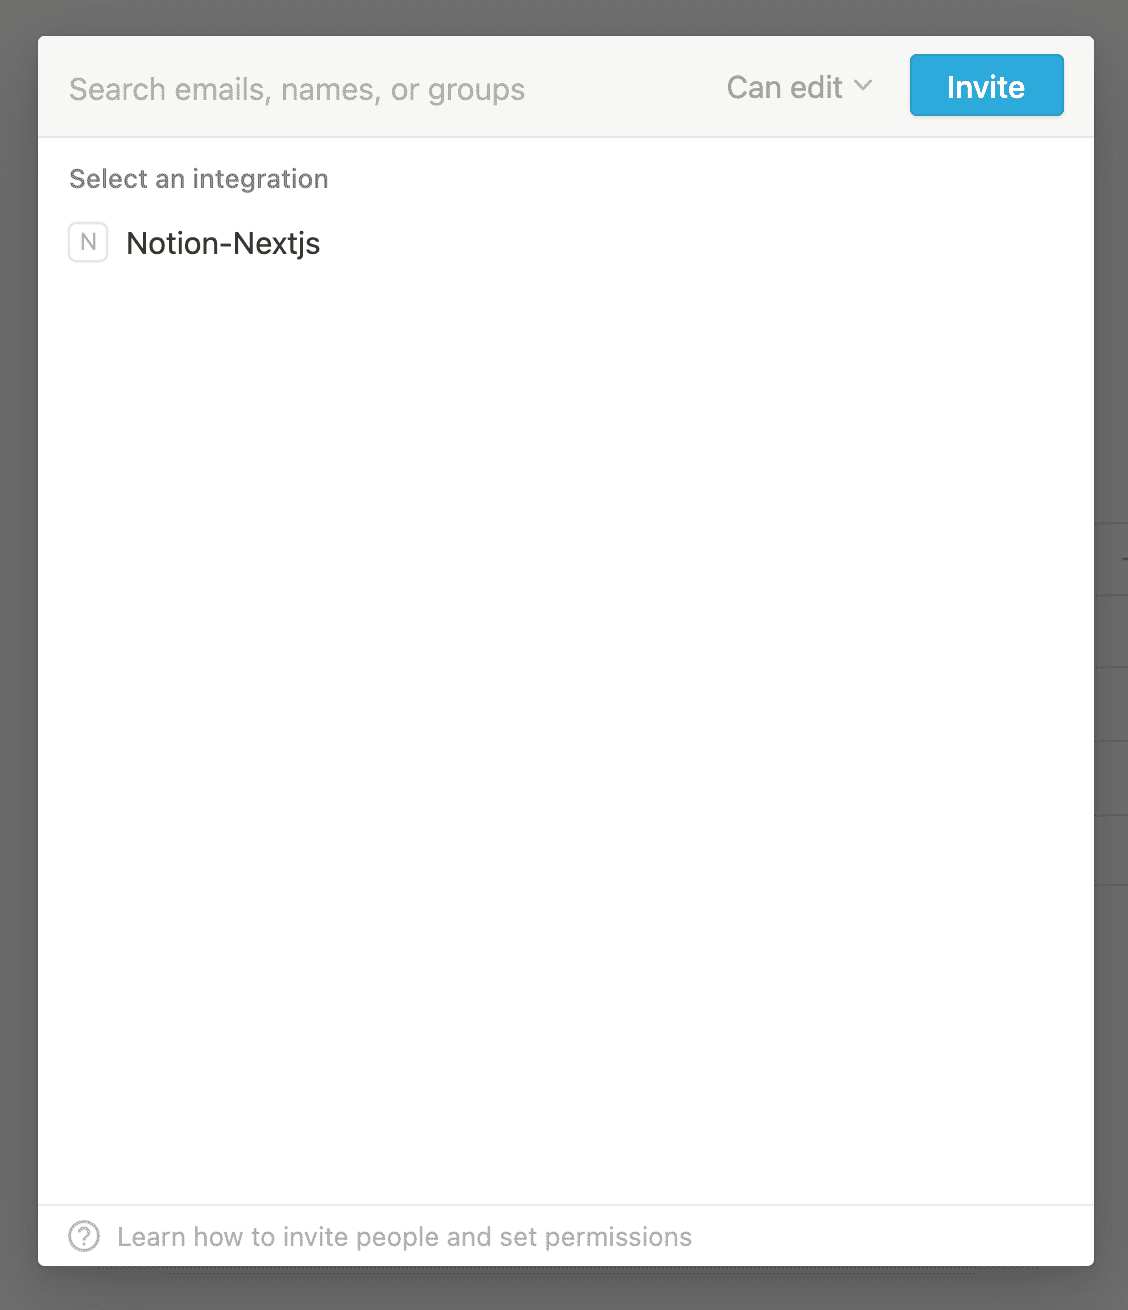 Search emails, names, or groups
Can edit
Invite
Select an integration
N
Notion-Nextjs
?
Learn how to invite people and set permissions